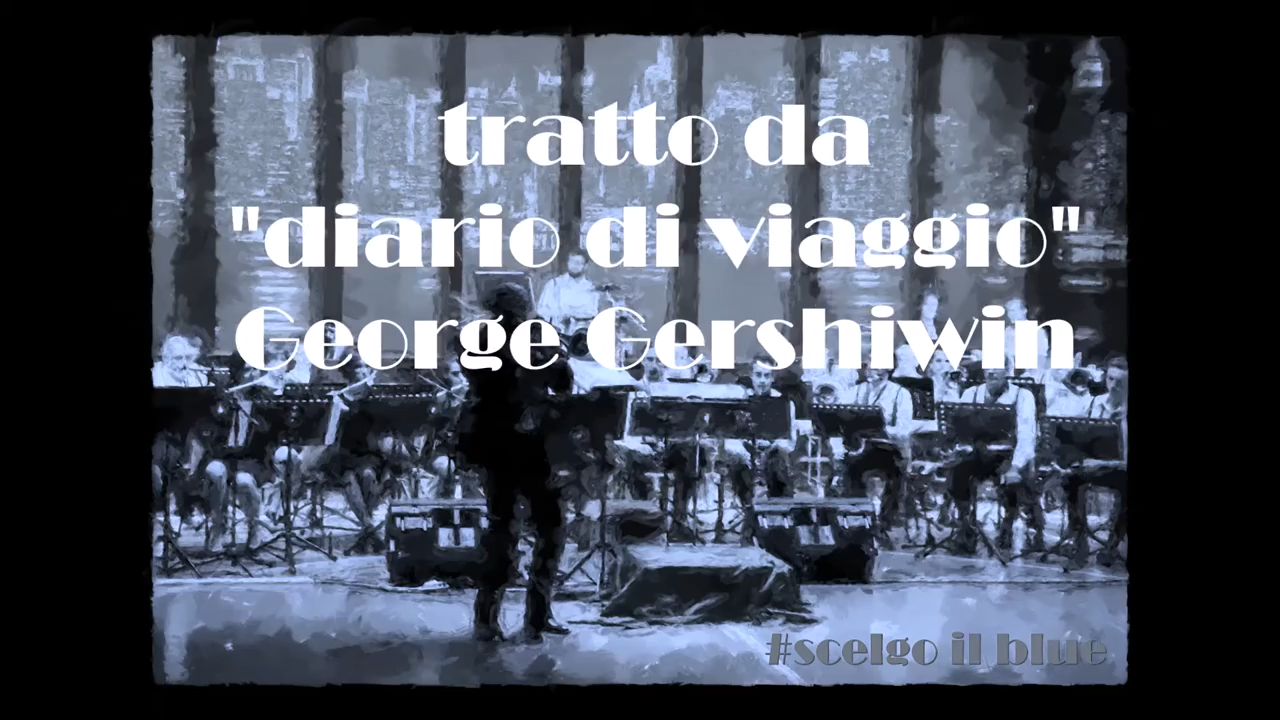 tratto da
"diario di viaggio"
George Gershiwin
#scelgo il blue